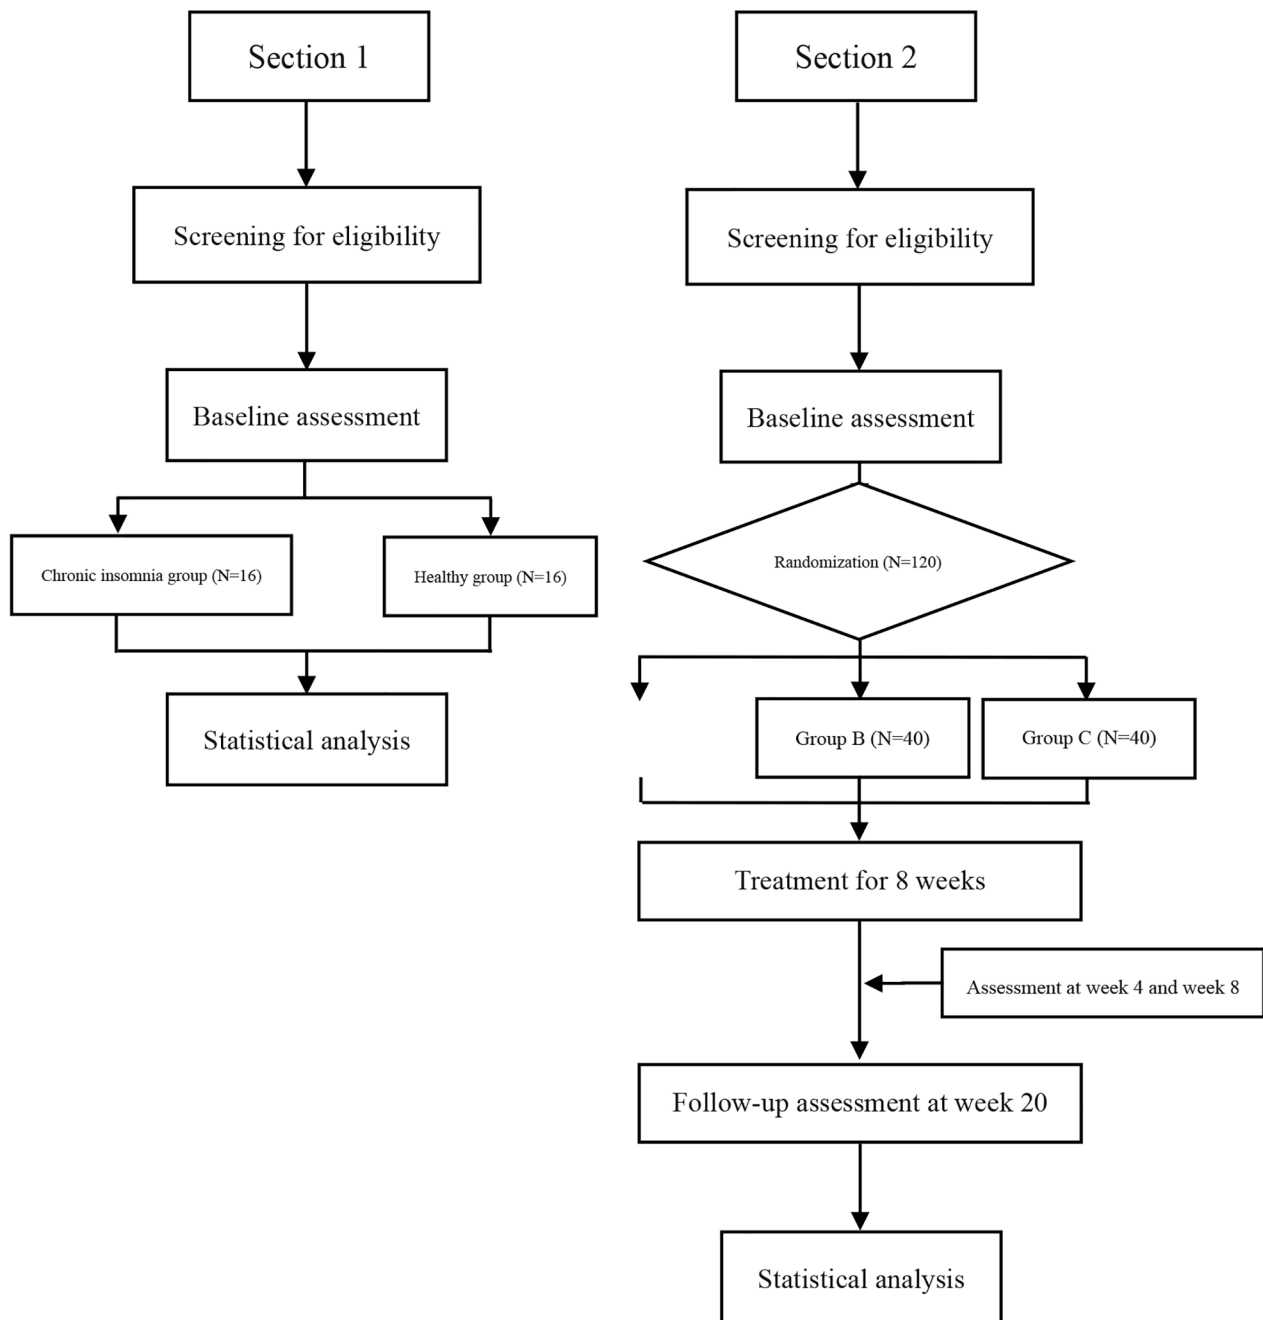 Section 1
Screening for eligibility
Baseline assessment
Chronic insomnia group (N=16)
Healthy group (N=16)
Statistical analysis
Section 2
Screening for eligibility
Baseline assessment
Randomization (N=120)
Group B (N=40)
Group C (N=40)
Treatment for 8 weeks
Assessment at week 4 and week 8
Follow-up assessment at week 20
Statistical analysis